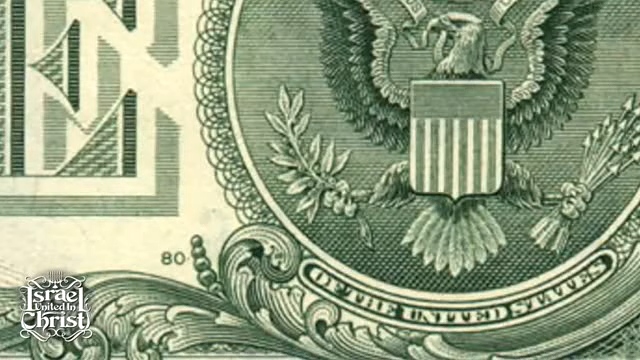 E
80
OF THE UNITED STATES
Israel
United In
Christ